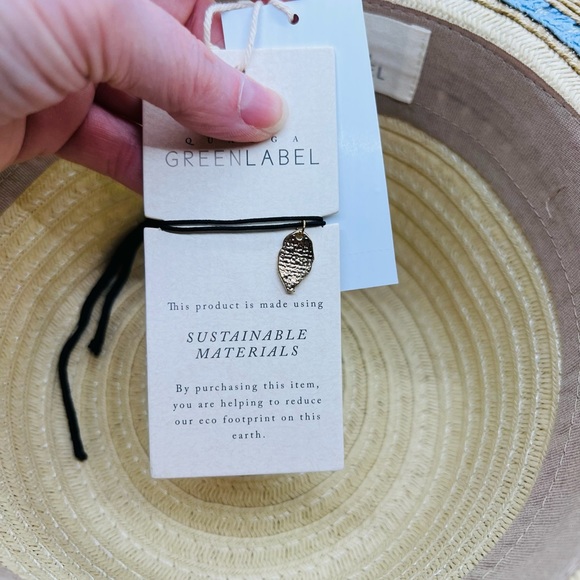 GREENLABEL
This product is made using
SUSTAINABLE
MATERIALS
By purchasing this item,
you are helping to reduce
our eco footprint on this
earth.